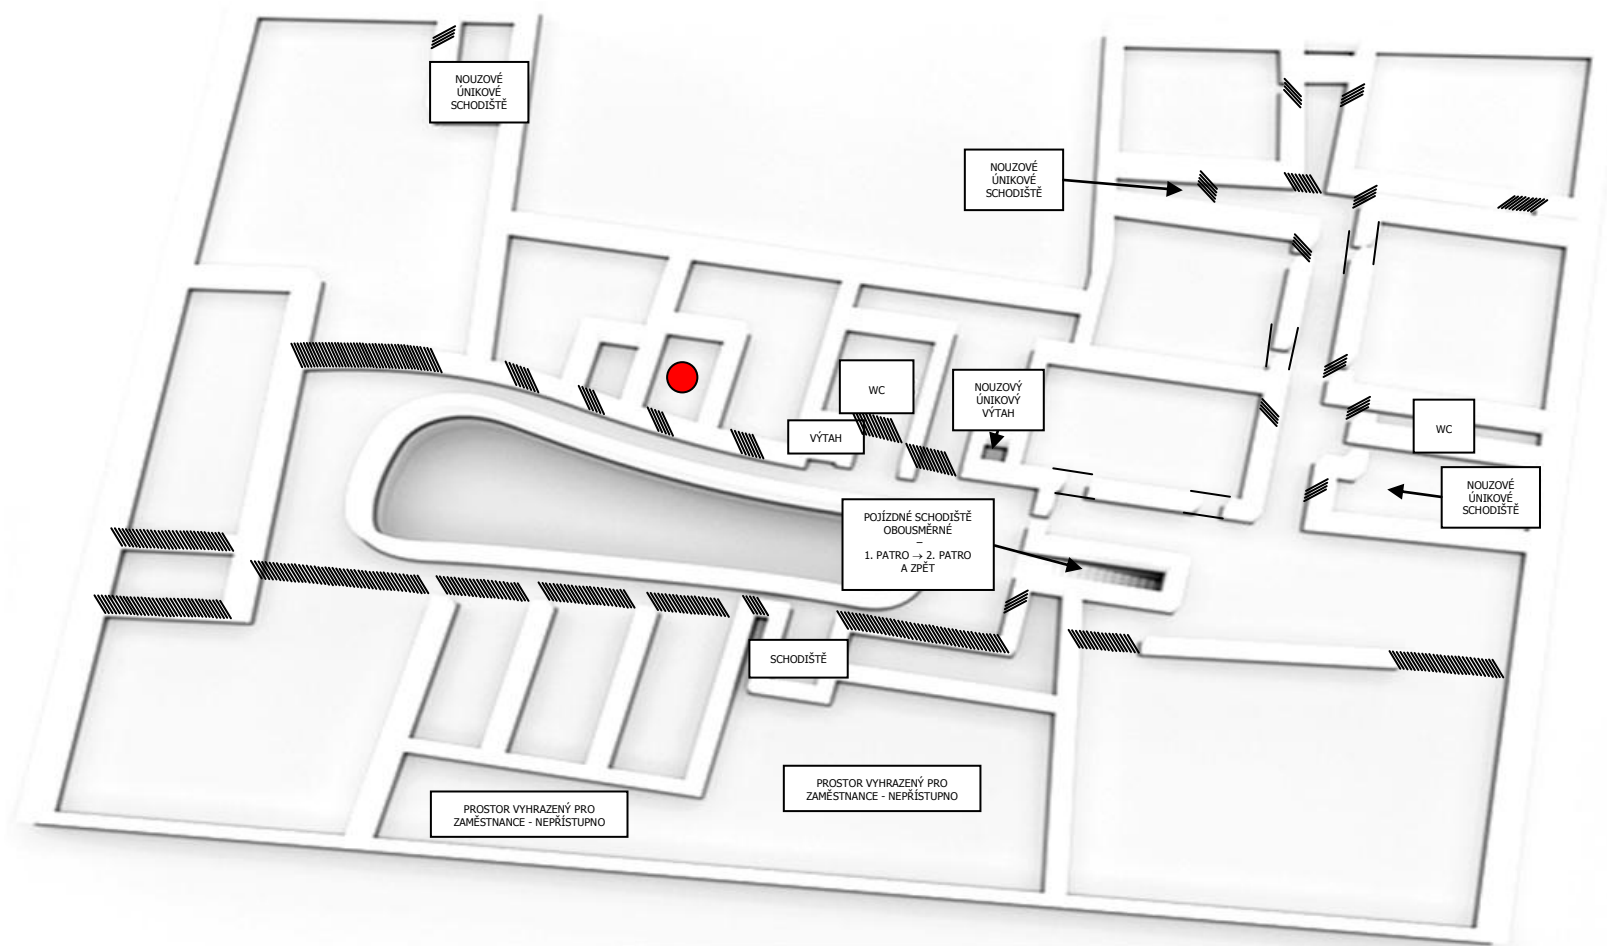 NOUZOVÉ
ÚNIKOVÉ
SCHODIŠTĚ
NOUZOVÉ
ÚNIKOVÉ
SCHODIŠTĚ
WC
NOUZOVÝ
ÚNIKOVÝ
VÝTAH
VÝTAH
WC
NOUZOVÉ
ÚNIKOVÉ
SCHODIŠTĚ
POJÍZDNÉ SCHODIŠTĚ
OBOUSMĚRNÉ
–
1. PATRO → 2. PATRO
A ZPĚT
SCHODIŠTĚ
PROSTOR VYHRAZENÝ PRO
ZAMĚSTNANCE - NEPŘÍSTUPNO
PROSTOR VYHRAZENÝ PRO
ZAMĚSTNANCE - NEPŘÍSTUPNO